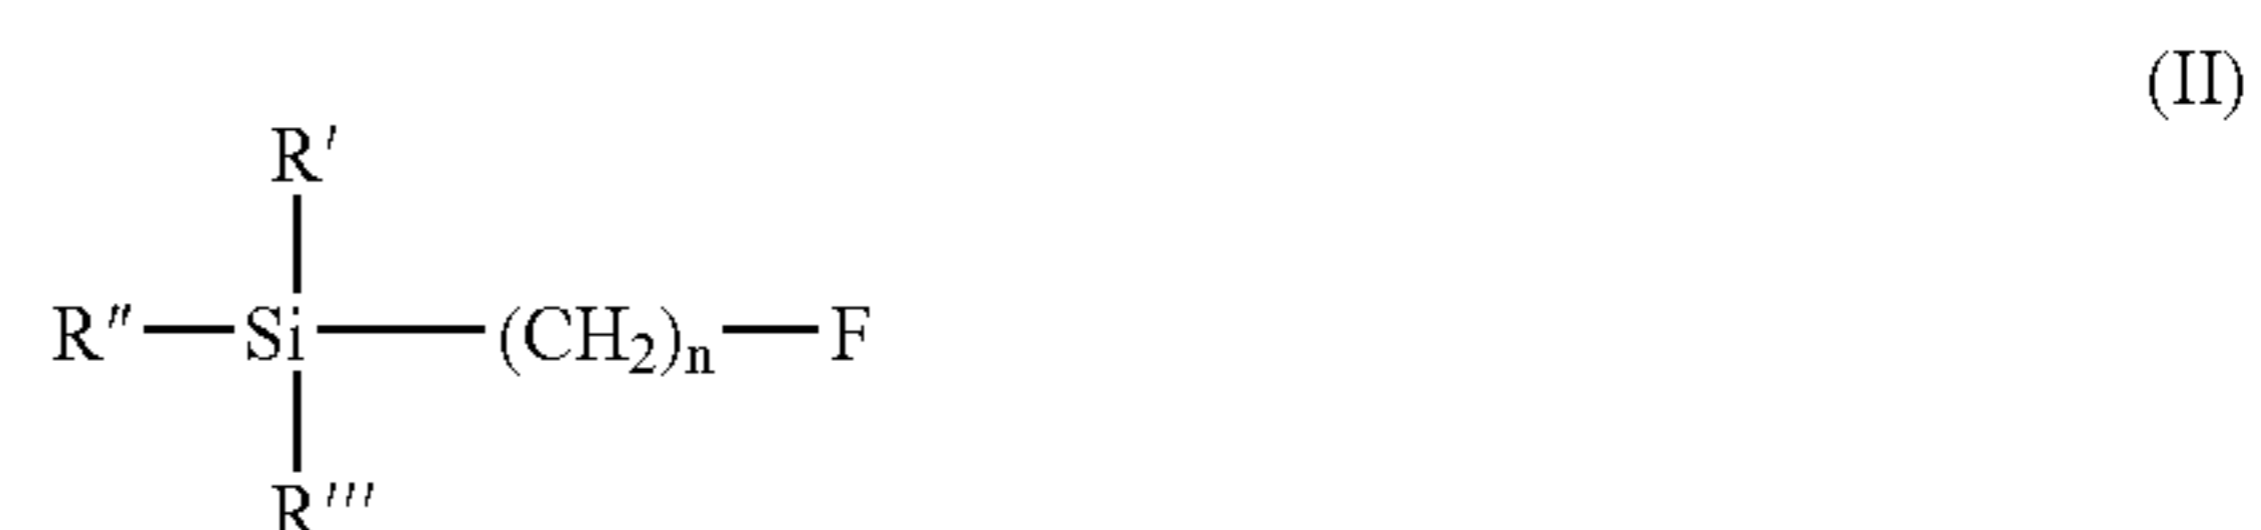 (II)
R′
R″—Si—(CH₂)ₙ—F
R‴